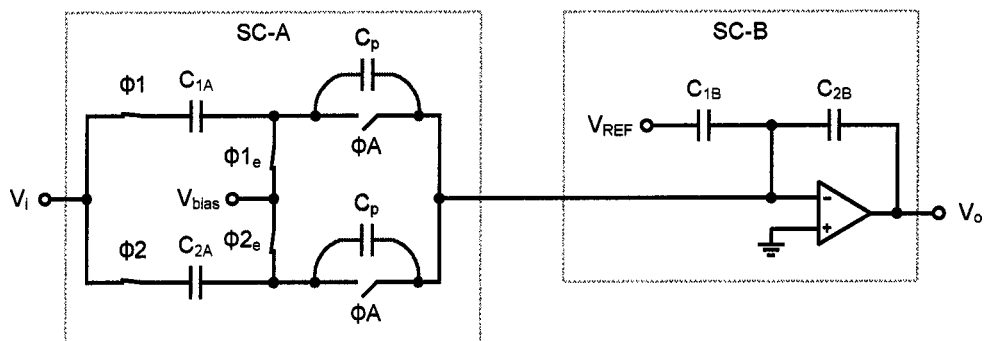 SC-A
SC-B
Cp
ϕ1
C1A
C1B
C2B
VREF
ϕA
ϕ1e
Vi
Vbias
Cp
Vo
ϕ2e
ϕ2
C2A
ϕA
-
+